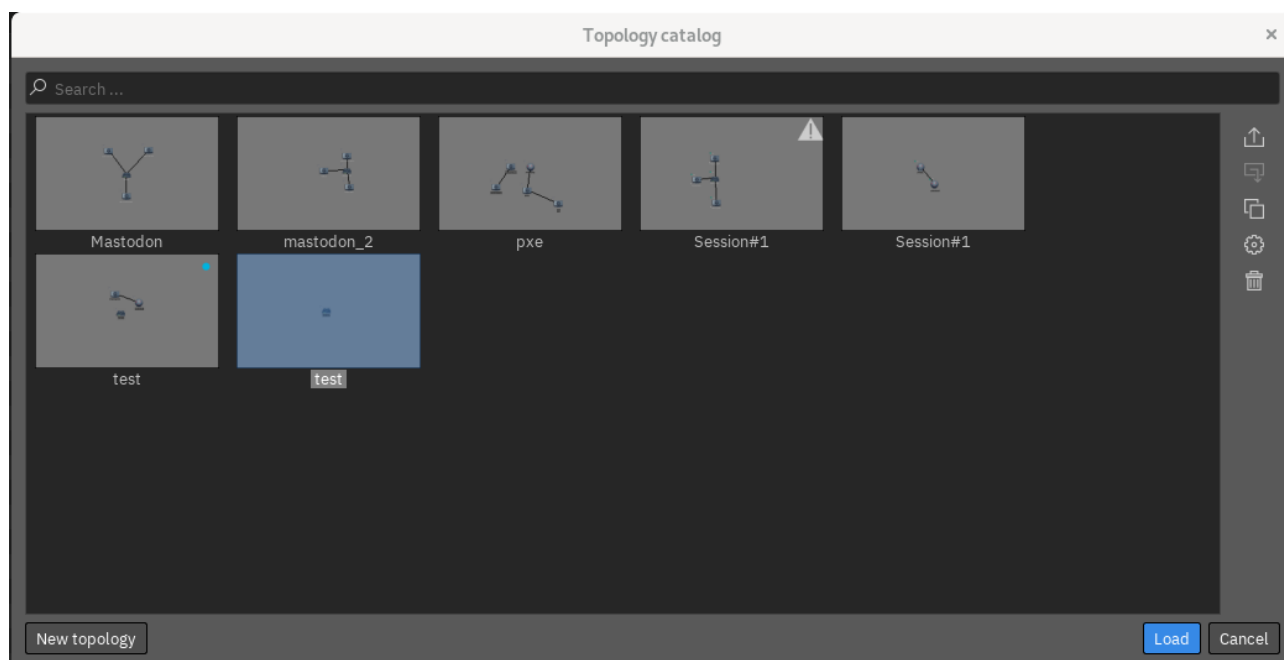 Topology catalog
Search ...
Mastodon
mastodon_2
pxe
Session#1
Session#1
test
test
New topology
Load
Cancel